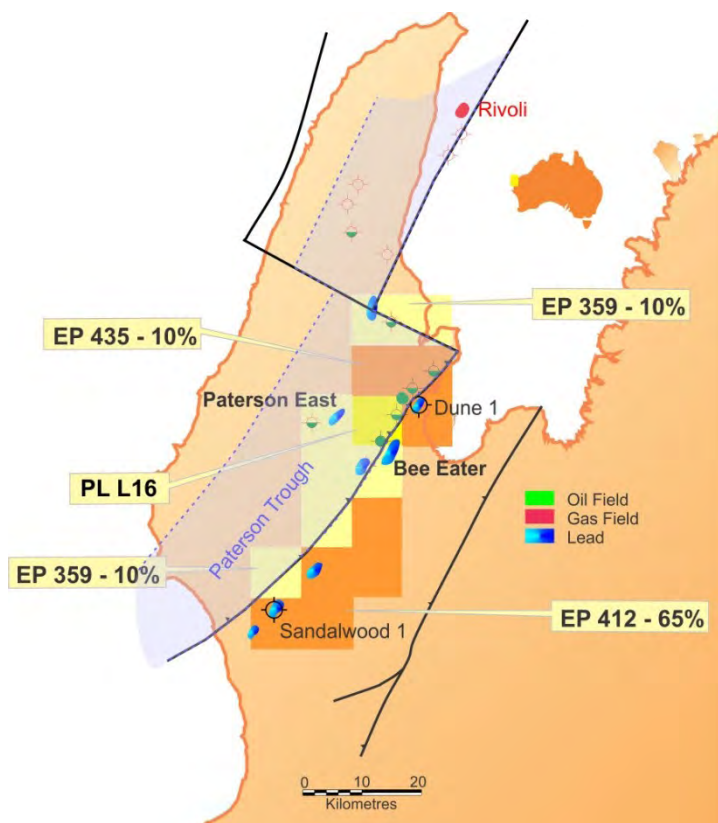 Rivoli
EP 359 - 10%
EP 435 - 10%
Paterson East
Dune 1
PL L16
Bee Eater
Oil Field
Gas Field
Lead
Paterson Trough
EP 359 - 10%
EP 412 - 65%
Sandalwood 1
0 10 20
Kilometres